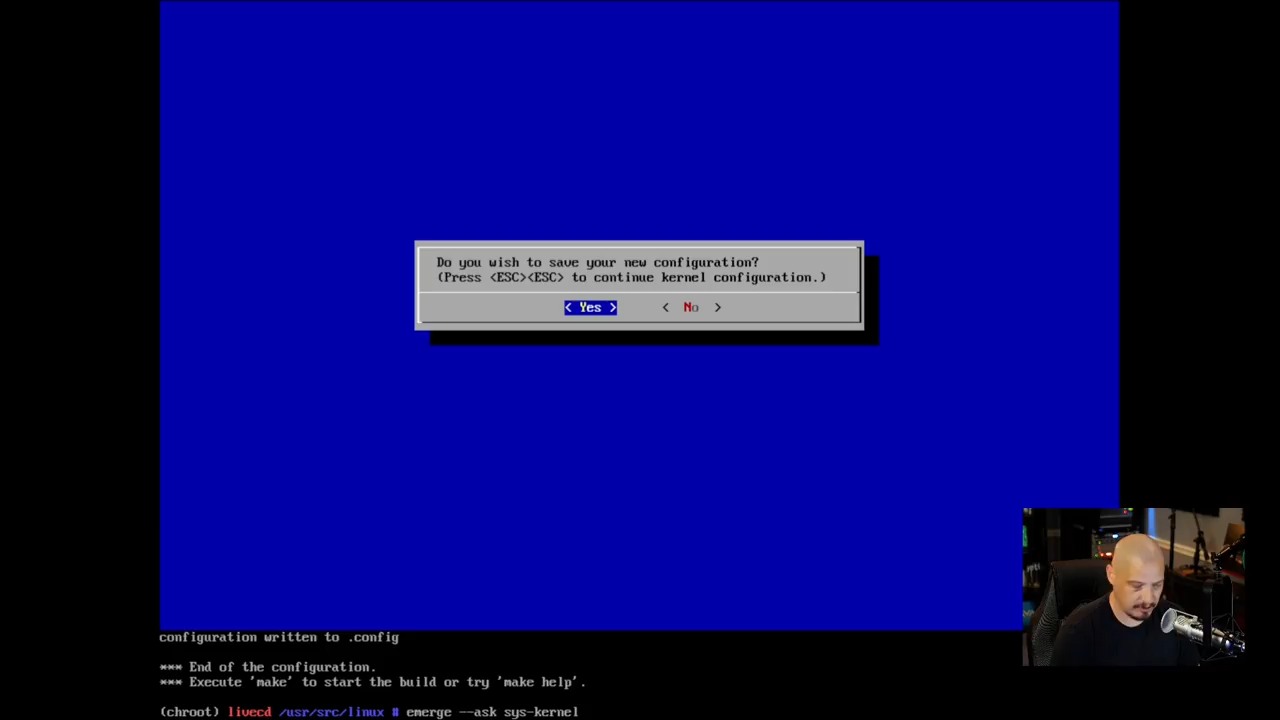 Do you wish to save your new configuration?
(Press <ESC><ESC> to continue kernel configuration.)
< Yes > < No >
configuration written to .config
*** End of the configuration.
*** Execute 'make' to start the build or try 'make help'.
(chroot) livecd /usr/src/linux # emerge --ask sys-kernel